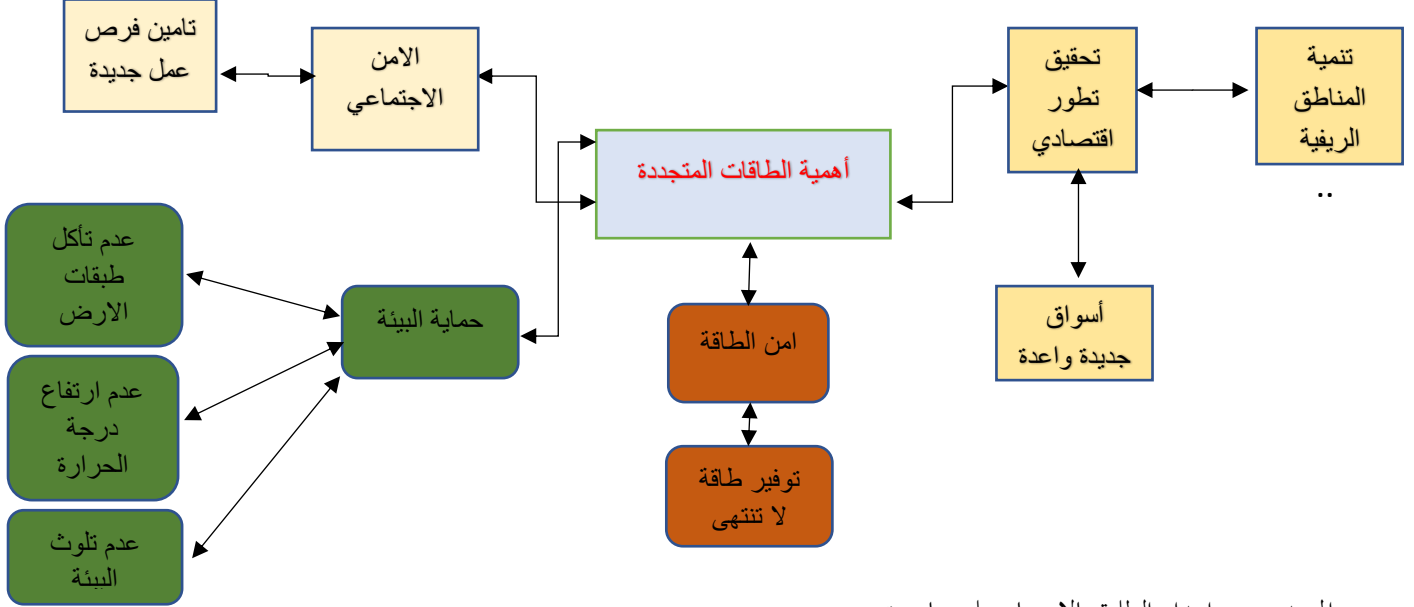 أهمية الطاقات المتجددة
تحقيق
تطور
اقتصادي
تنمية
المناطق
الريفية
..
أسواق
جديدة واعدة
الامن
الاجتماعي
تامين فرص
عمل جديدة
امن الطاقة
توفير طاقة
لا تنتهى
حماية البيئة
عدم تأكل
طبقات
الارض
عدم ارتفاع
درجة
الحرارة
عدم تلوث
البيئة